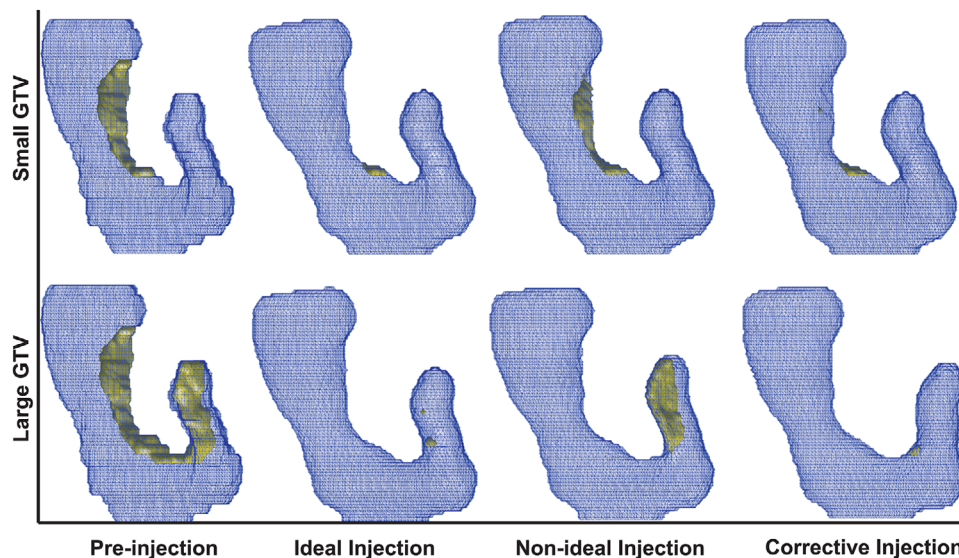 Small GTV
Large GTV
Pre-injection
Ideal Injection
Non-ideal Injection
Corrective Injection